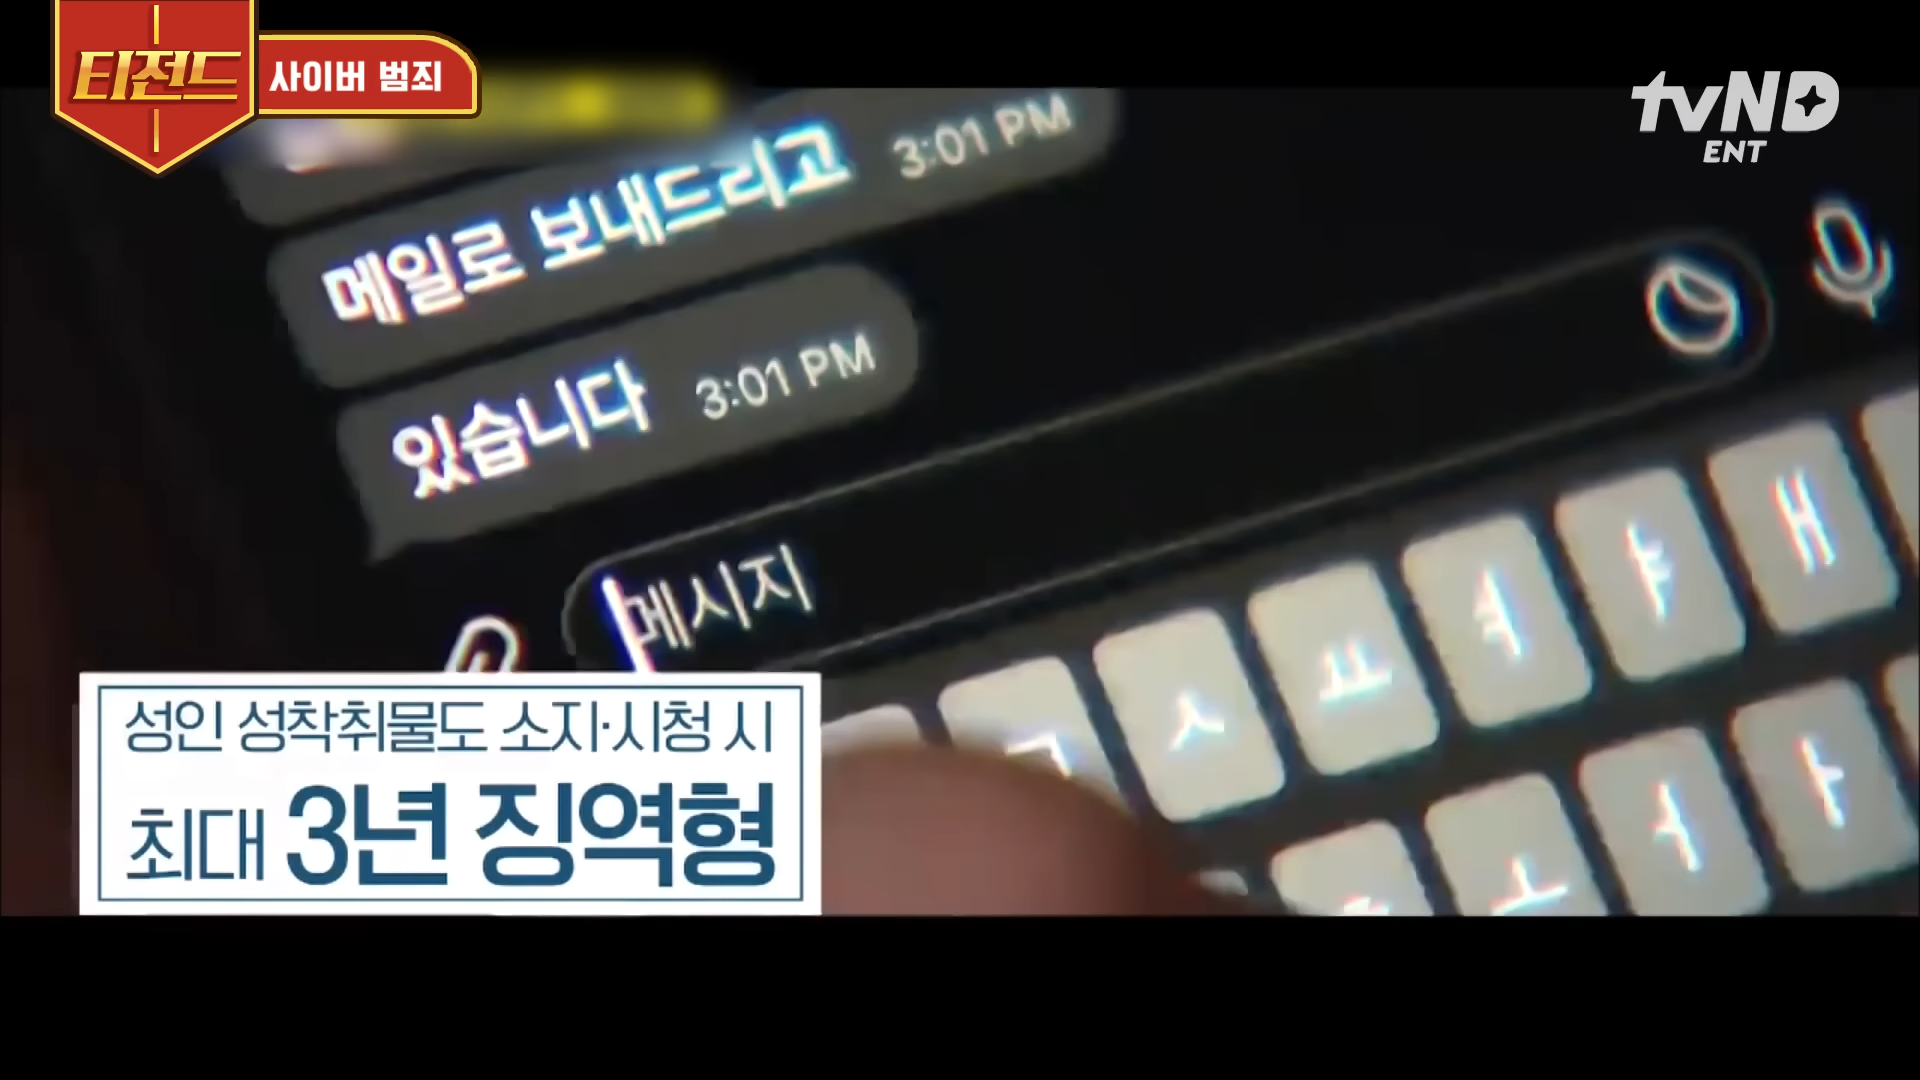 티전드
사이버 범죄
tvND
ENT
메일로 보내드리고 3:01 PM
있습니다 3:01 PM
메시지
ㅅ ㅛ ㅕ ㅑ ㅐ
ㅗ ㅓ ㅏ
성인 성착취물도 소지·시청 시
최대 3년 징역형